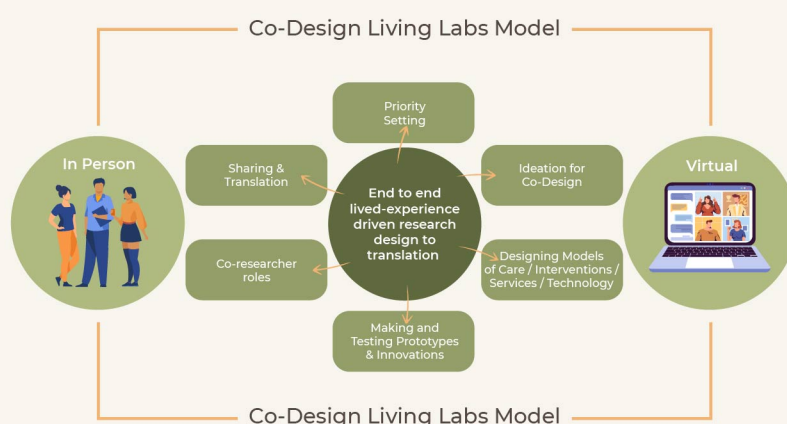 Co-Design Living Labs Model
Priority
Setting
In Person
Sharing &
Translation
Ideation for
Co-Design
Virtual
End to end
lived-experience
driven research
design to
translation
Co-researcher
roles
Designing Models
of Care / Interventions /
Services / Technology
Making and
Testing Prototypes
& Innovations
Co-Design Living Labs Model